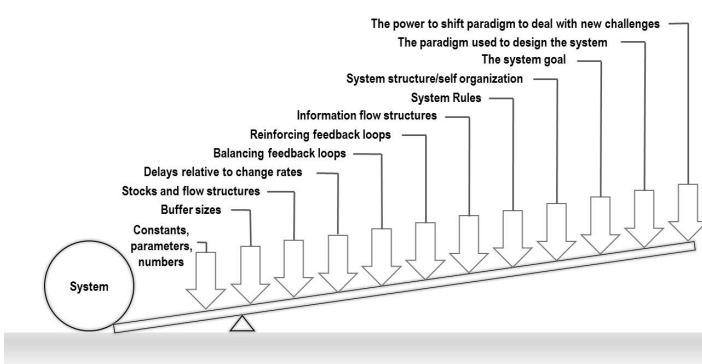 The power to shift paradigm to deal with new challenges
The paradigm used to design the system
The system goal
System structure/self organization
System Rules
Information flow structures
Reinforcing feedback loops
Balancing feedback loops
Delays relative to change rates
Stocks and flow structures
Buffer sizes
Constants,
parameters,
numbers
System